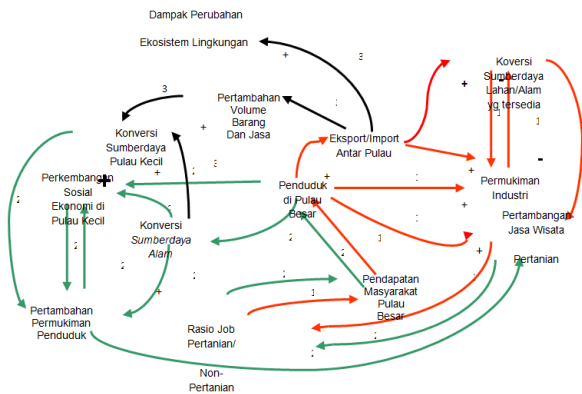 Dampak Perubahan
Ekosistem Lingkungan
Koversi
Sumberdaya
Lahan/Alam
yg tersedia
Pertambahan
Volume
Barang
Dan Jasa
Konversi
Sumberdaya
Pulau Kecil
Eksport/Import
Antar Pulau
Perkembangan
Sosial
Ekonomi di
Pulau Kecil
Penduduk
di Pulau
Besar
Permukiman
Industri
Pertambangan-
Jasa Wisata
Pertanian
Konversi
Sumberdaya
Alam
Pendapatan
Masyarakat
Pulau
Besar
Pertambahan
Permukiman
Penduduk
Rasio Job
Pertanian/
Non-
Pertanian